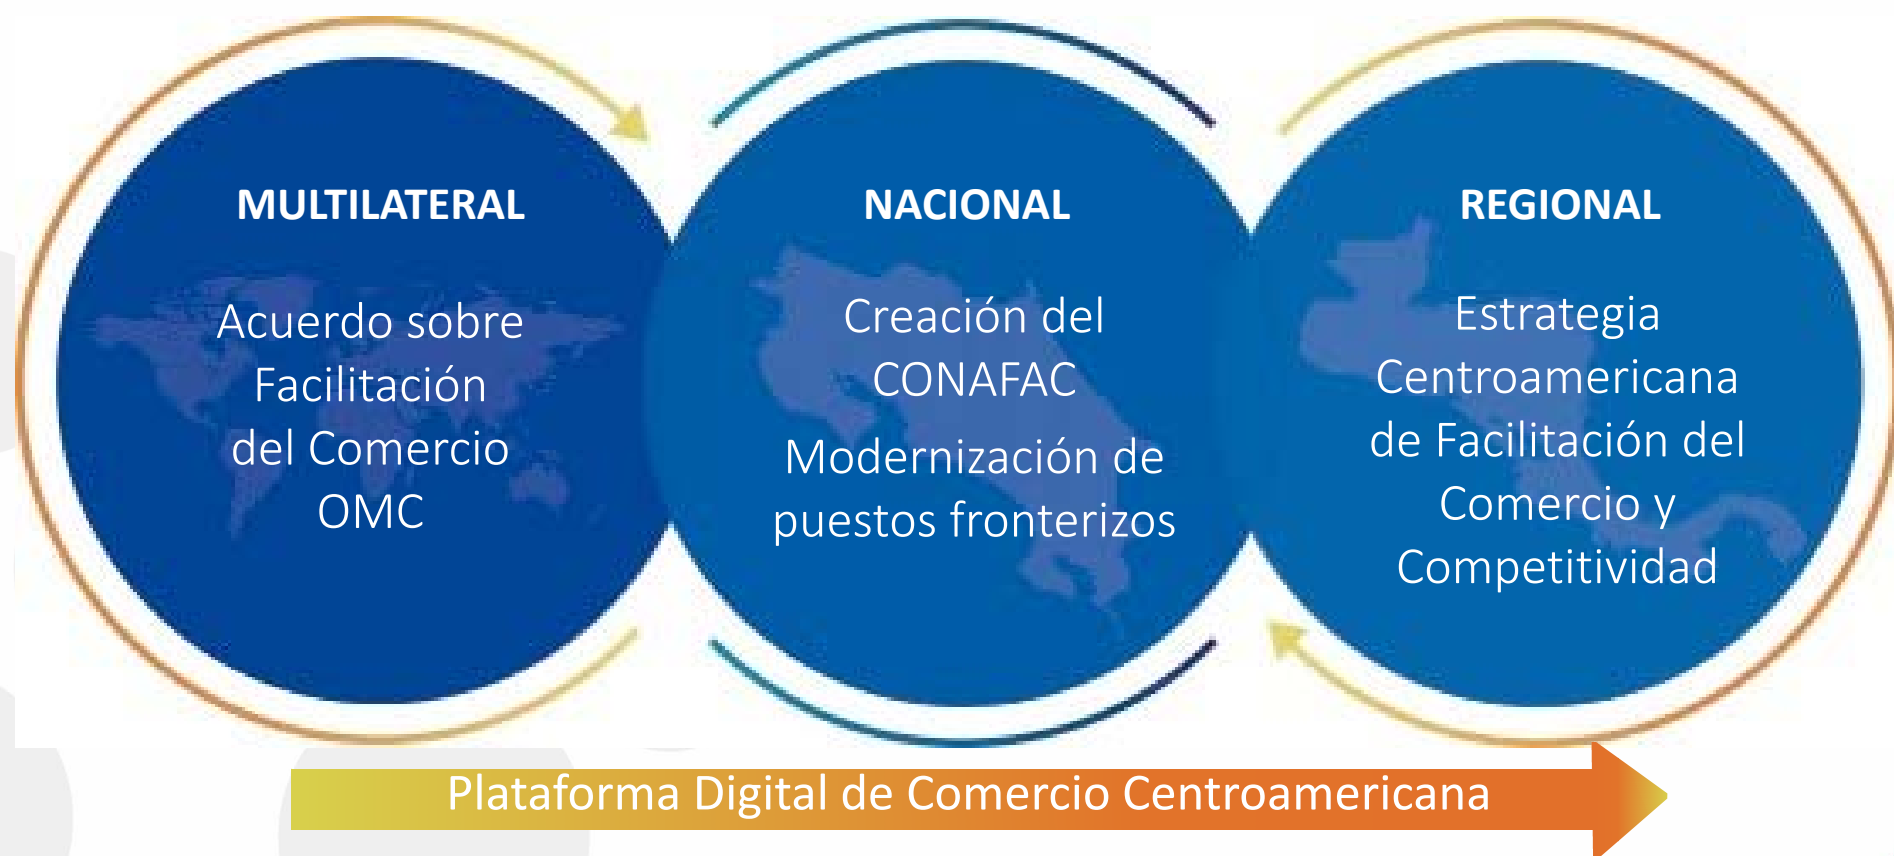 MULTILATERAL
Acuerdo sobre
Facilitación
del Comercio
OMC
NACIONAL
Creación del
CONAFAC
Modernización de
puestos fronterizos
REGIONAL
Estrategia
Centroamericana
de Facilitación del
Comercio y
Competitividad
Plataforma Digital de Comercio Centroamericana